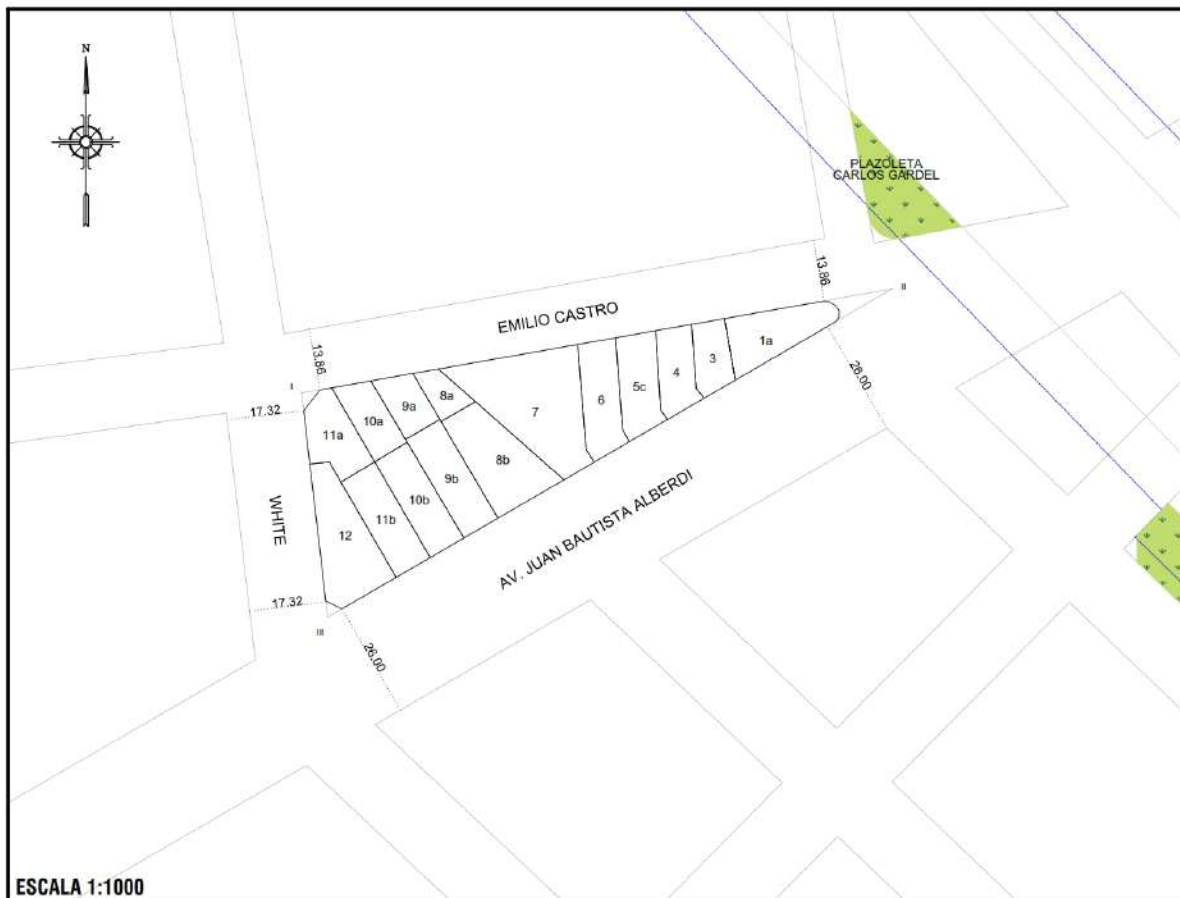 N
PLAZOLETA
CARLOS GARDEL
13.86
II
EMILIO CASTRO
13.86
I
17.32
1a
3
4
5c
6
7
8a
9a
10a
11a
26.00
8b
9b
10b
11b
12
WHITE
AV. JUAN BAUTISTA ALBERDI
17.32
III
26.00
ESCALA 1:1000